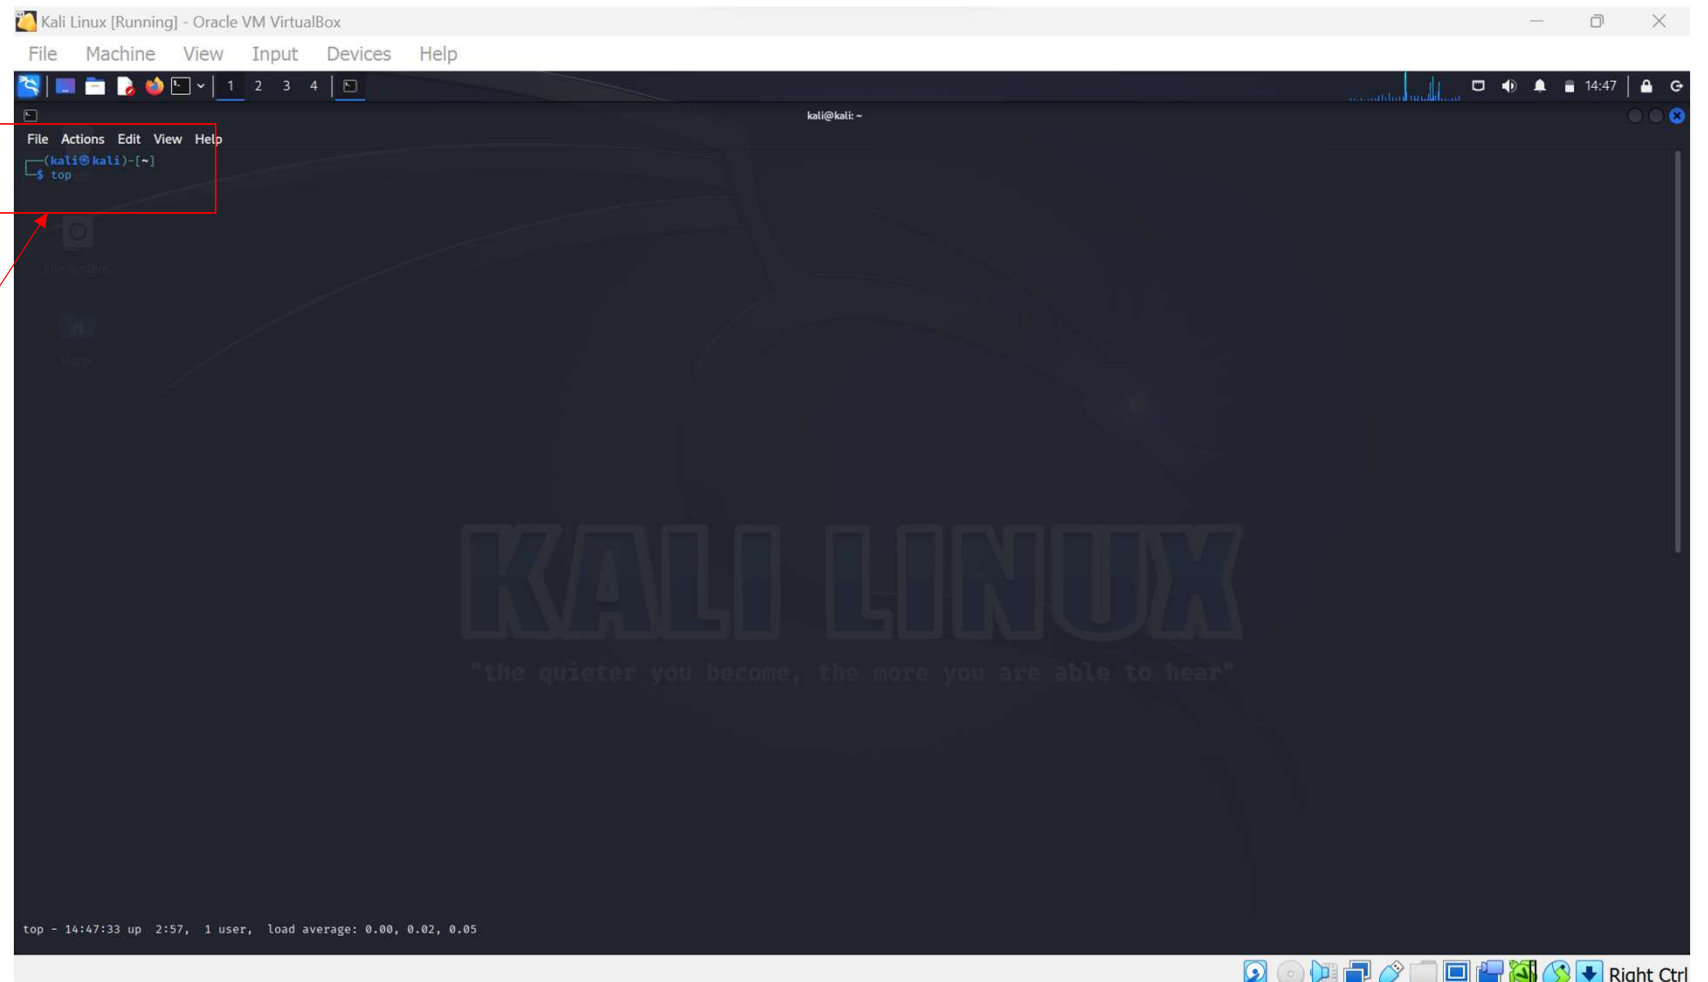 Kali Linux [Running] - Oracle VM VirtualBox
File Machine View Input Devices Help
1 2 3 4 14:47
kali@kali: ~
File Actions Edit View Help
(kali㉿kali)-[~]
$ top
File System
Home
KALI LINUX
"the quieter you become, the more you are able to hear"
top - 14:47:33 up 2:57, 1 user, load average: 0.00, 0.02, 0.05
Right Ctrl